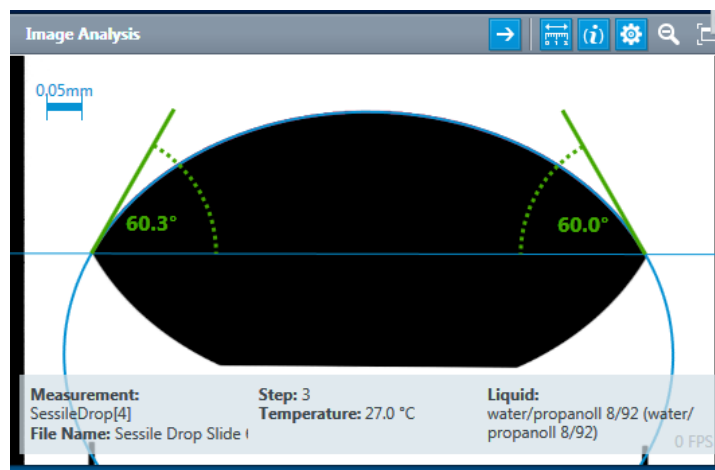 Image Analysis
0,05mm
60.3°
60.0°
Measurement:
SessileDrop[4]
File Name: Sessile Drop Slide
Step: 3
Temperature: 27.0 °C
Liquid:
water/propanoll 8/92 (water/
propanoll 8/92)
0 FPS